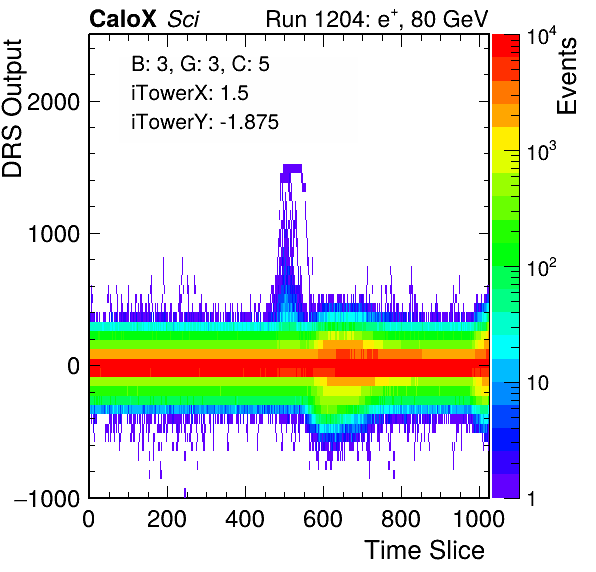 CaloX Sci Run 1204: e⁺, 80 GeV
B: 3, G: 3, C: 5
iTowerX: 1.5
iTowerY: -1.875
DRS Output
2000
1000
0
−1000
0 200 400 600 800 1000
Time Slice
Events
10⁴
10³
10²
10
1